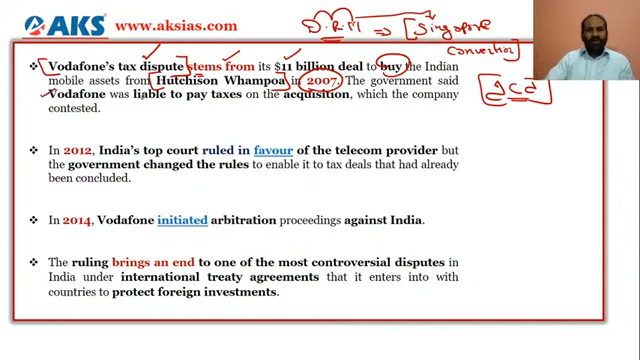 AKS
IAS
www.aksias.com
D.R.M ⇒ [Singapore
convention]
[JCJ]
❖ Vodafone's tax dispute stems from its $11 billion deal to buy the Indian
mobile assets from Hutchison Whampoa in 2007. The government said
Vodafone was liable to pay taxes on the acquisition, which the company
contested.
❖ In 2012, India's top court ruled in favour of the telecom provider but
the government changed the rules to enable it to tax deals that had already
been concluded.
❖ In 2014, Vodafone initiated arbitration proceedings against India.
❖ The ruling brings an end to one of the most controversial disputes in
India under international treaty agreements that it enters into with
countries to protect foreign investments.